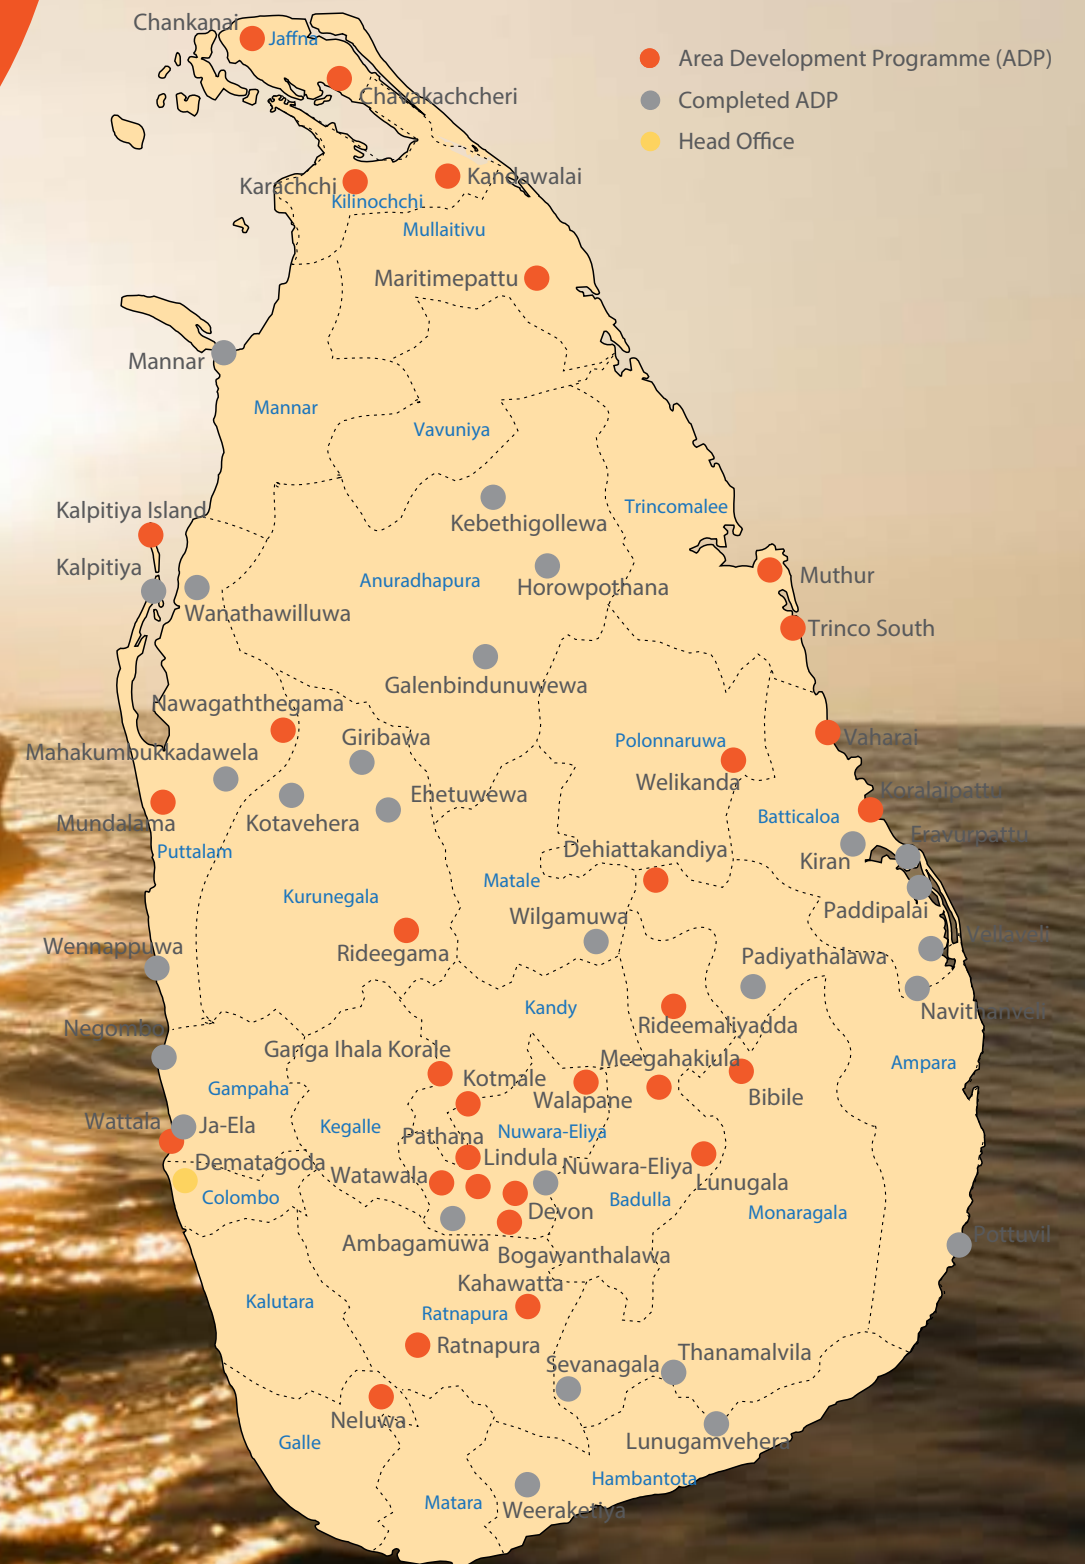 Chankanai
Jaffna
Area Development Programme (ADP)
Chavakachcheri
Completed ADP
Head Office
Karachchi
Kandawalai
Kilinochchi
Mullaitivu
Maritimepattu
Mannar
Mannar
Vavuniya
Kalpitiya Island
Trincomalee
Kebethigollewa
Kalpitiya
Anuradhapura
Horowpothana
Muthur
Wanathawilluwa
Trinco South
Galenbindunuwewa
Nawagaththegama
Giribawa
Polonnaruwa
Vaharai
Mahakumbukkadawela
Welikanda
Ehetuwewa
Koralaipattu
Mundalama
Kotavehera
Batticaloa
Eravurpattu
Puttalam
Dehiattakandiya
Kiran
Matale
Kurunegala
Wilgamuwa
Paddipalai
Vellaveli
Wennappuwa
Rideegama
Padiyathalawa
Kandy
Navithanveli
Negombo
Rideemaliyadda
Ganga Ihala Korale
Meegahakiula
Ampara
Kotmale
Gampaha
Walapane
Bibile
Wattala
Ja-Ela
Kegalle
Pathana
Nuwara-Eliya
Dematagoda
Lindula
Nuwara-Eliya
Watawala
Lunugala
Colombo
Badulla
Devon
Monaragala
Ambagamuwa
Pottuvil
Bogawanthalawa
Kahawatta
Kalutara
Ratnapura
Ratnapura
Thanamalvila
Sevanagala
Neluwa
Galle
Lunugamvehera
Hambantota
Matara
Weeraketiya